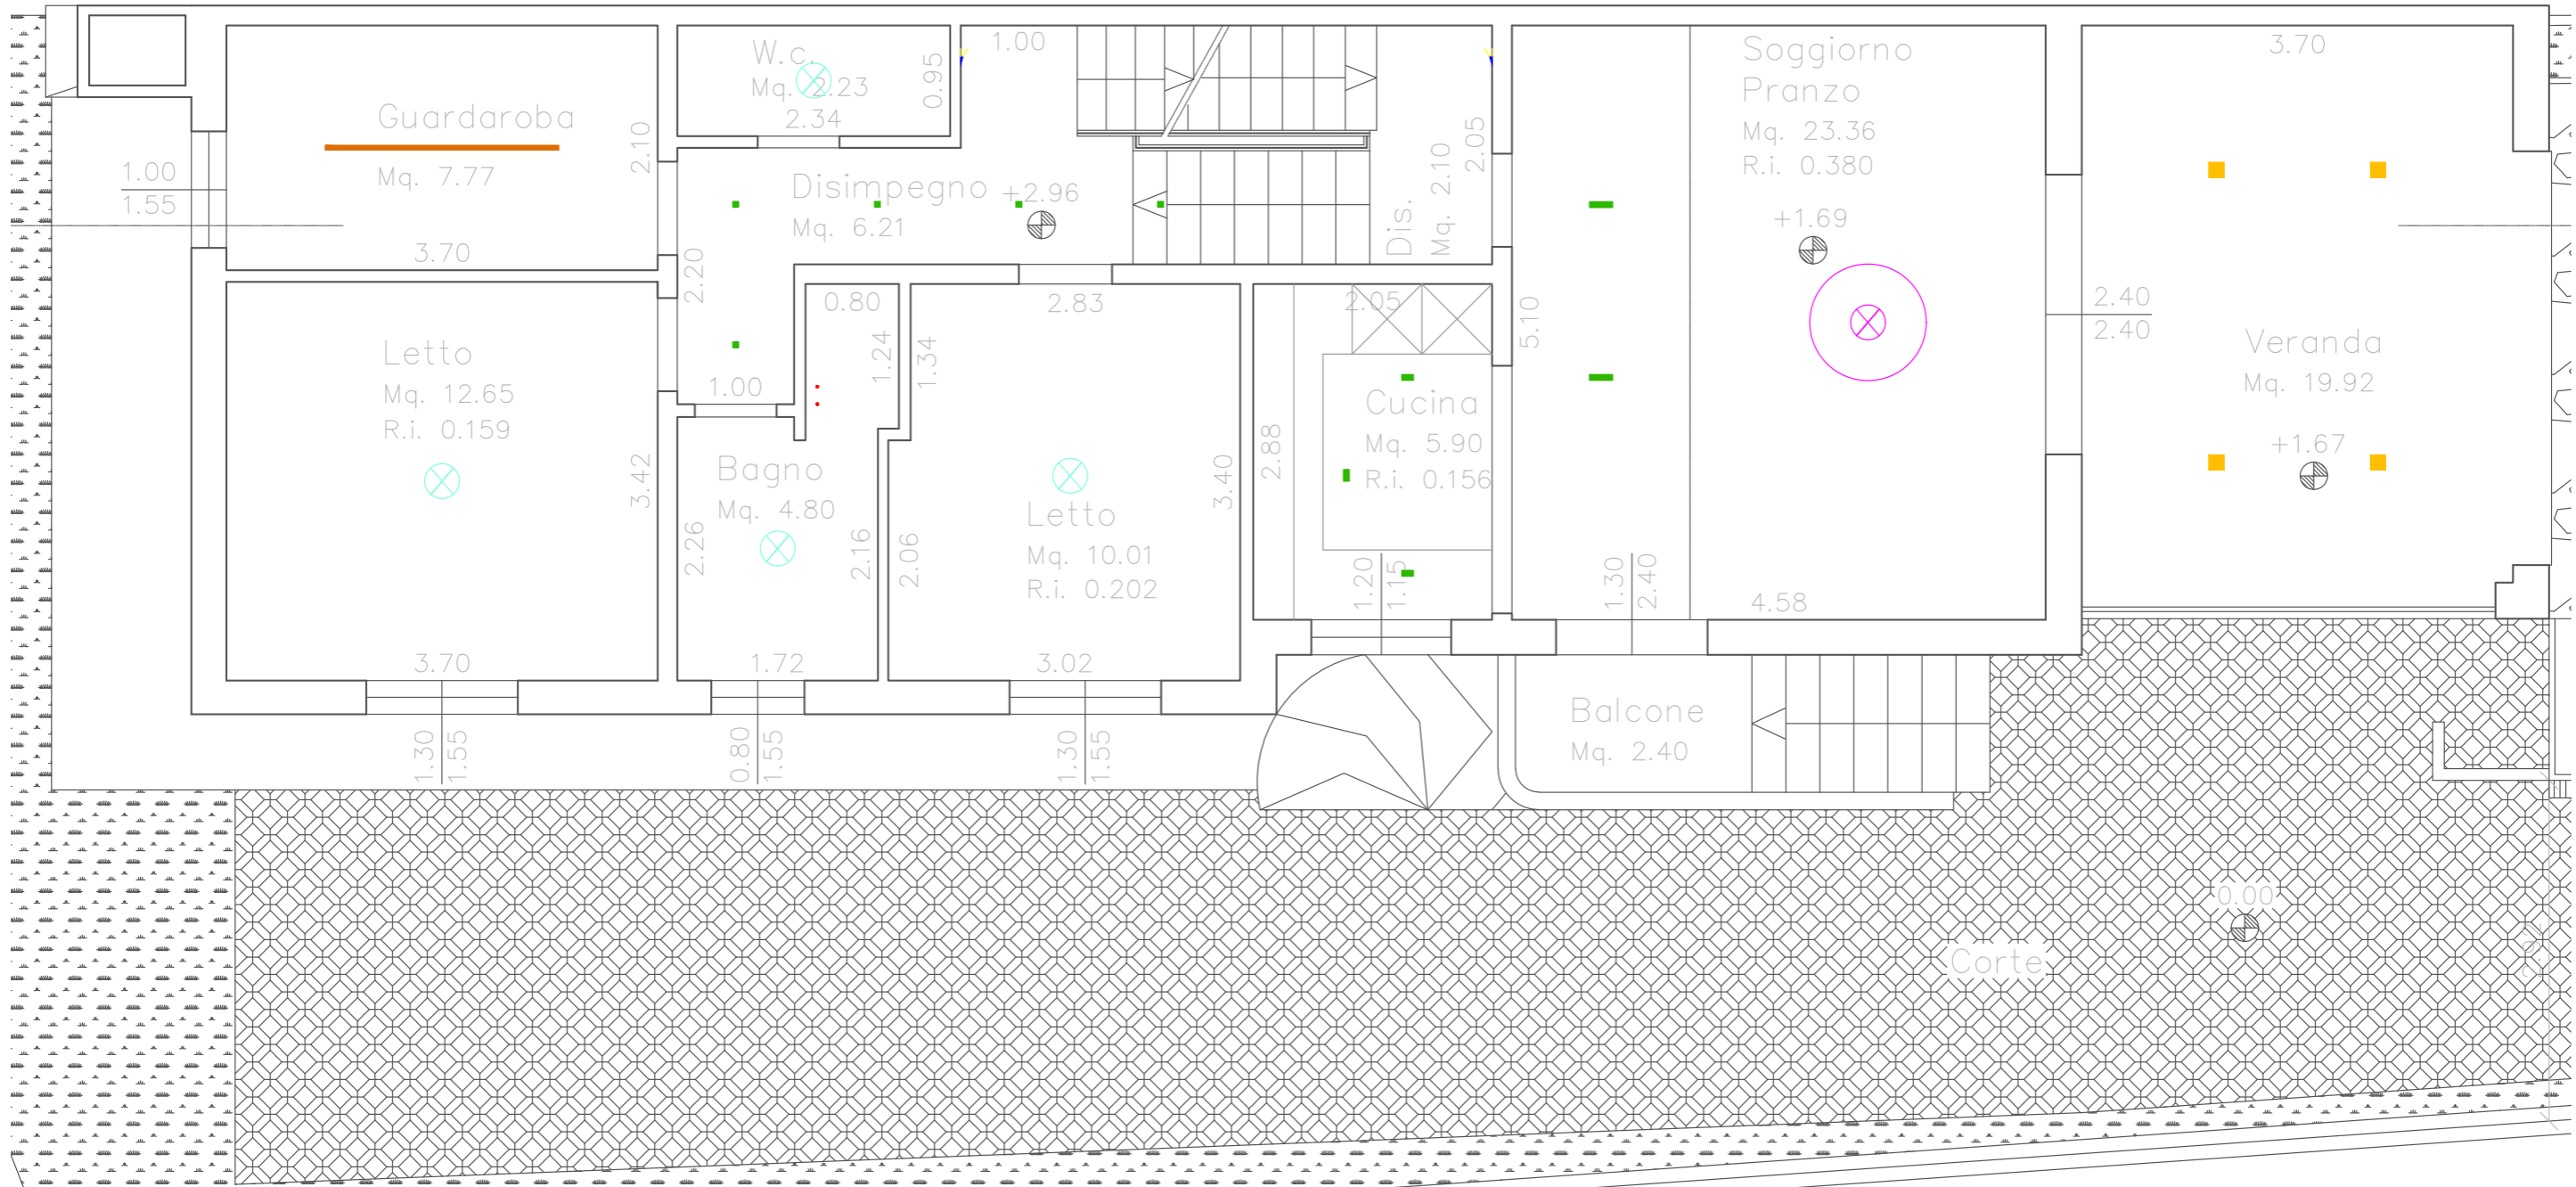 Guardaroba
Mq. 7.77
2.10
3.70
1.00
1.55
W.c.
Mq. 2.23
2.34
0.95
1.00
Disimpegno
Mq. 6.21
+2.96
2.20
1.00
Dis.
Mq. 2.10
2.05
Soggiorno
Pranzo
Mq. 23.36
R.i. 0.380
+1.69
5.10
4.58
3.70
2.40
2.40
Veranda
Mq. 19.92
+1.67
Letto
Mq. 12.65
R.i. 0.159
3.42
3.70
1.30
1.55
Bagno
Mq. 4.80
0.80
1.24
2.26
2.16
1.72
0.80
1.55
2.83
1.34
Letto
Mq. 10.01
R.i. 0.202
2.06
3.40
3.02
1.30
1.55
2.05
Cucina
Mq. 5.90
R.i. 0.156
2.88
1.20
1.15
1.30
2.40
Balcone
Mq. 2.40
0.00
Corte